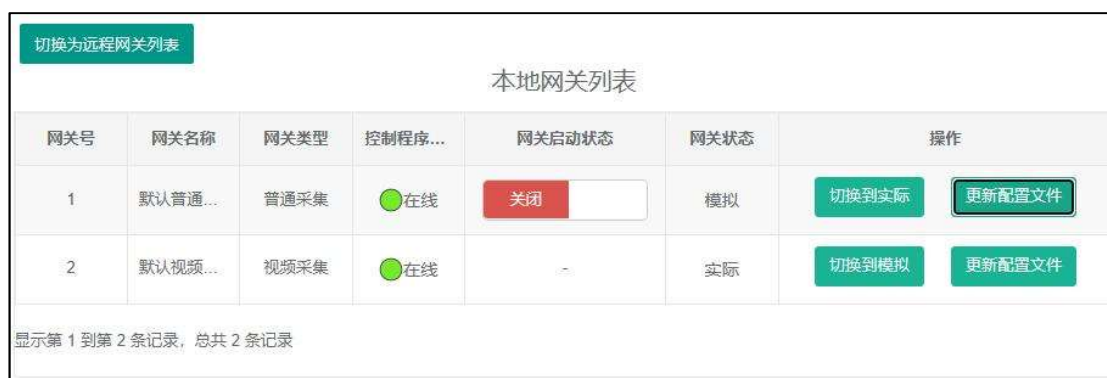 切换为远程网关列表
本地网关列表
网关号 网关名称 网关类型 控制程序... 网关启动状态 网关状态 操作
1 默认普通... 普通采集 在线 关闭 模拟 切换到实际 更新配置文件
2 默认视频... 视频采集 在线 - 实际 切换到模拟 更新配置文件
显示第 1 到第 2 条记录，总共 2 条记录